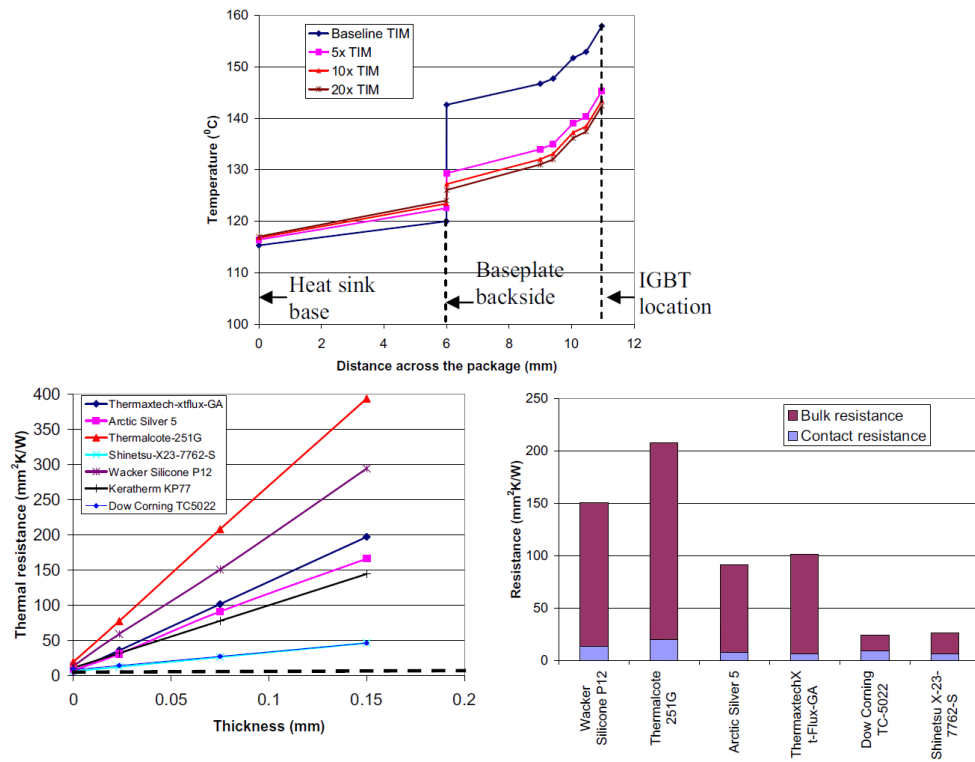 160
150
140
130
120
110
100
Temperature (⁰C)
Baseline TIM
5x TIM
10x TIM
20x TIM
Heat sink
base
Baseplate
backside
IGBT
location
0
2
4
6
8
10
12
Distance across the package (mm)
400
350
300
250
200
150
100
50
0
Thermal resistance (mm²K/W)
Thermaxtech-xtflux-GA
Arctic Silver 5
Thermalcote-251G
Shinetsu-X23-7762-S
Wacker Silicone P12
Keratherm KP77
Dow Corning TC5022
0
0.05
0.1
0.15
0.2
Thickness (mm)
250
200
150
100
50
0
Resistance (mm²K/W)
Bulk resistance
Contact resistance
Wacker
Silicone P12
Thermalcote
251G
Arctic Silver 5
ThermaxtechX
t-Flux-GA
Dow Corning
TC-5022
Shinetsu X-23-
7762-S